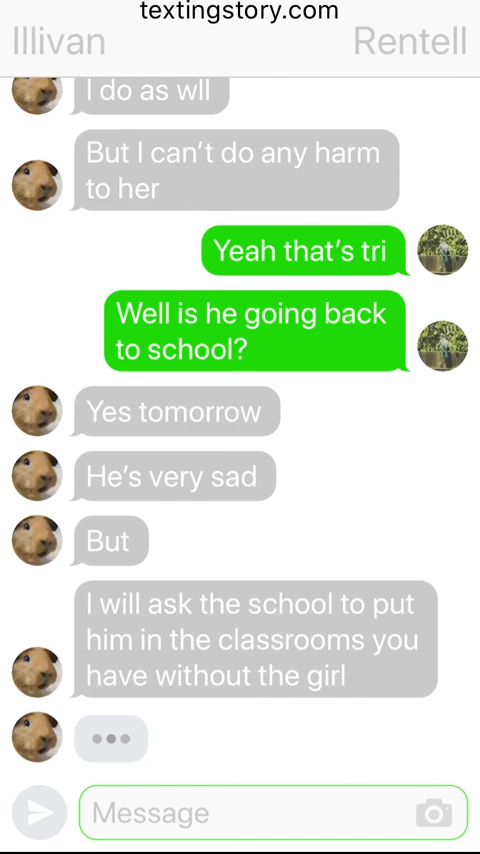 textingstory.com
Illivan
Rentell
I do as wll
But I can't do any harm
to her
Yeah that's tri
Well is he going back
to school?
Yes tomorrow
He's very sad
But
I will ask the school to put
him in the classrooms you
have without the girl
Message